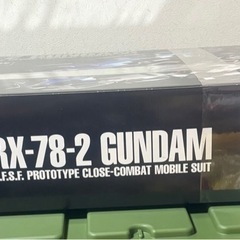 RX-78-2 GUNDAM
.F.S.F. PROTOTYPE CLOSE-COMBAT MOBILE SUIT